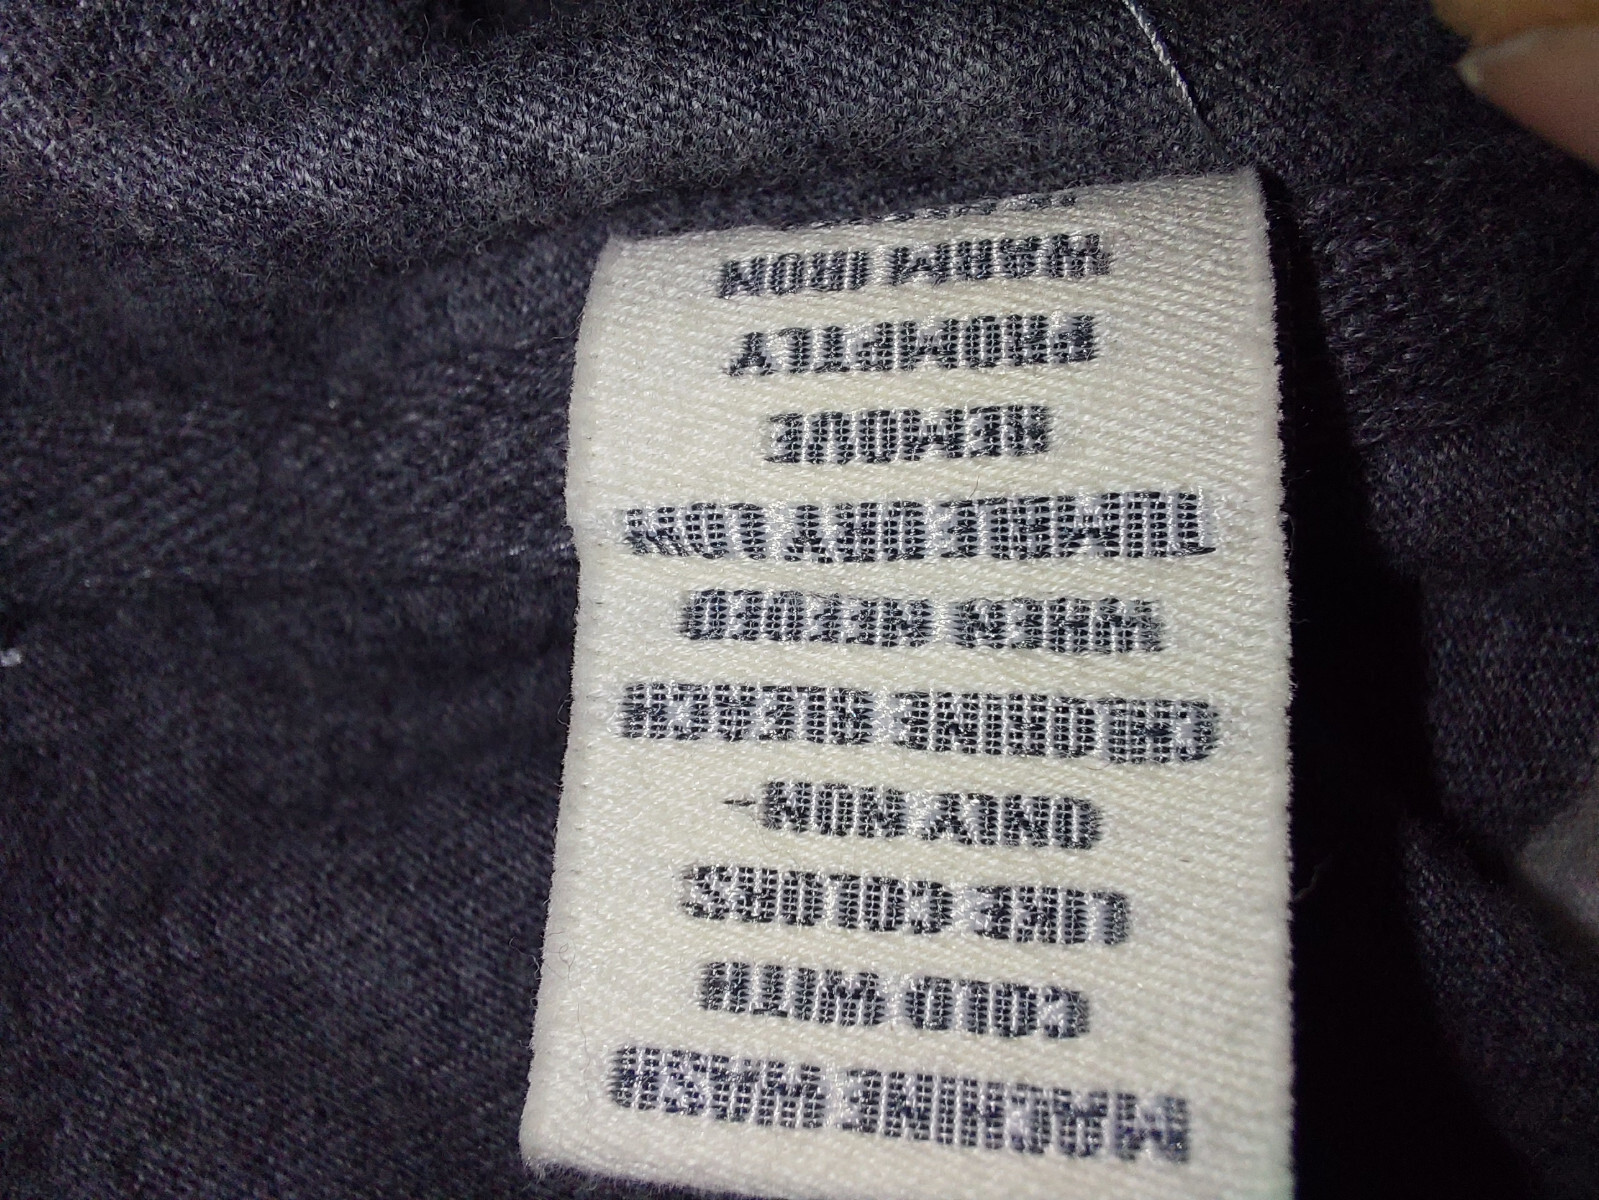 MACHINE WASH
COLD WITH
LIKE COLORS
ONLY NON-
CHLORINE BLEACH
WHEN NEEDED
TUMBLE DRY LOW
REMOVE
PROMPTLY
WARM IRON